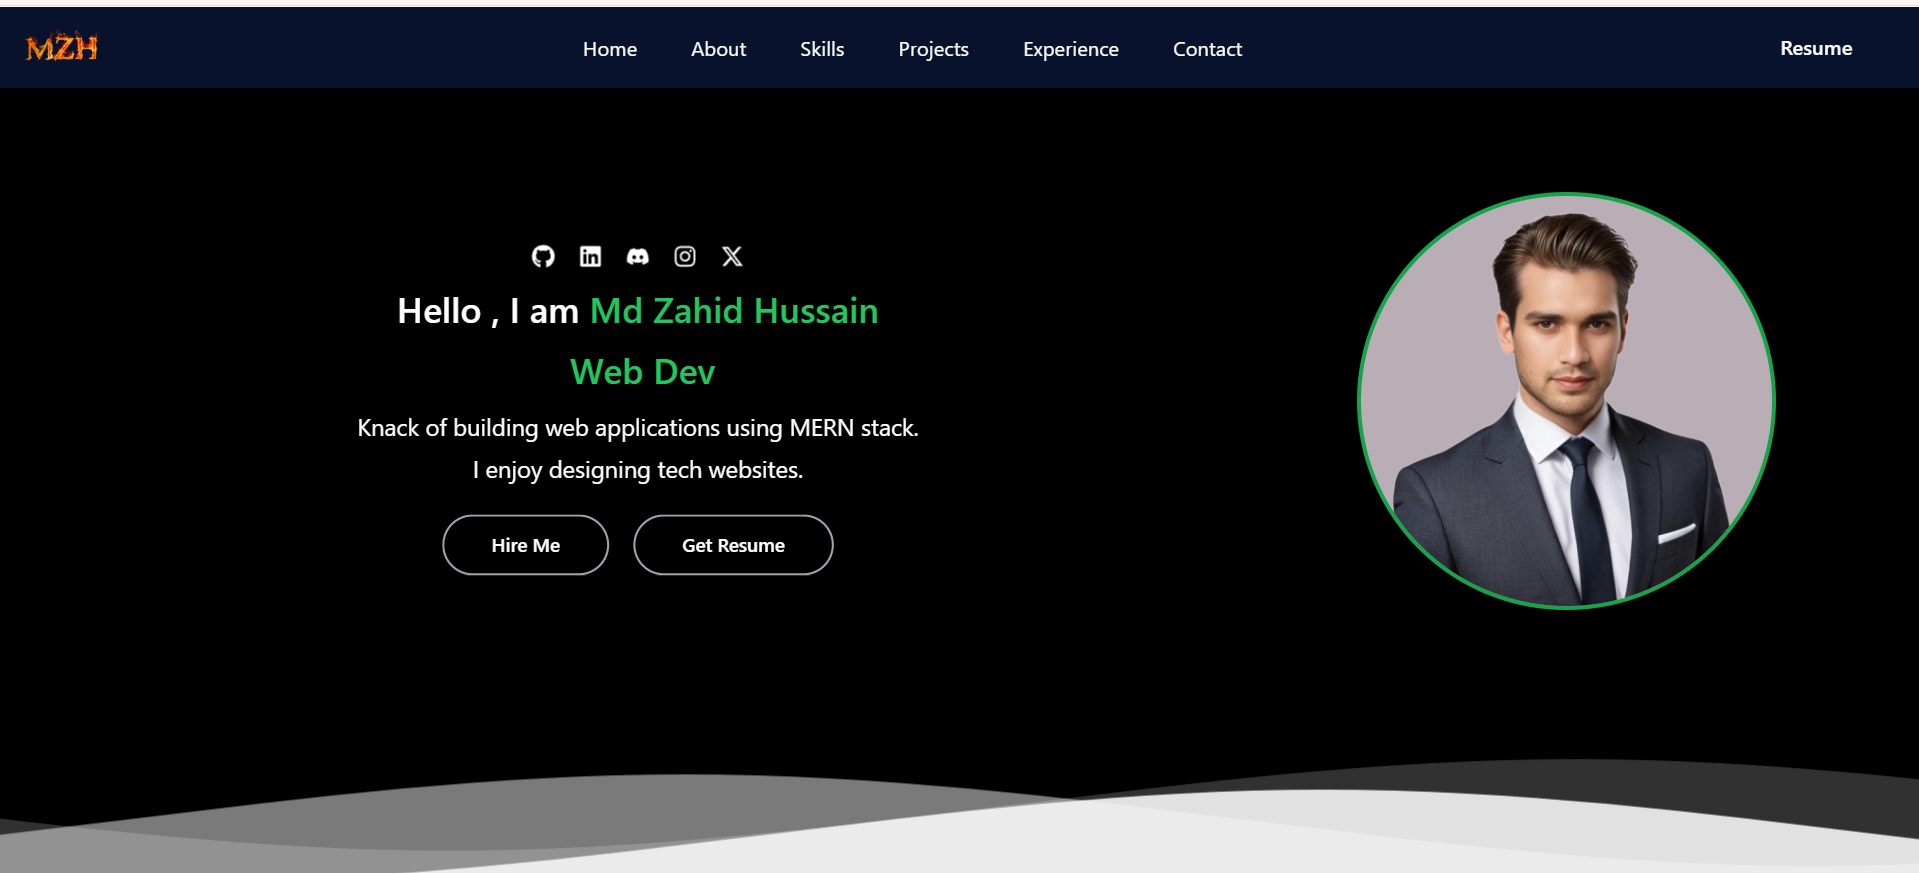 MZH
Home About Skills Projects Experience Contact Resume
Hello , I am Md Zahid Hussain
Web Dev
Knack of building web applications using MERN stack.
I enjoy designing tech websites.
Hire Me Get Resume